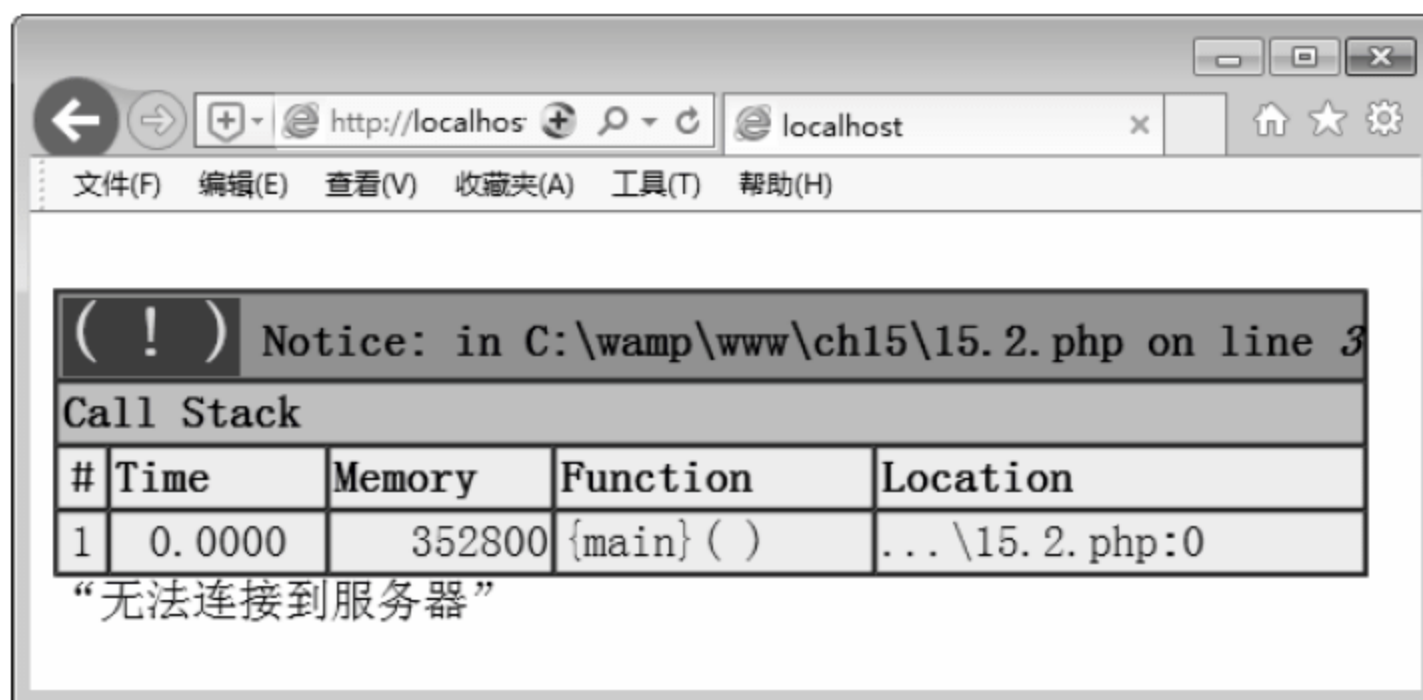 http://localhos
localhost
文件(F) 编辑(E) 查看(V) 收藏夹(A) 工具(T) 帮助(H)
( ! ) Notice: in C:\wamp\www\ch15\15.2.php on line 3
Call Stack
# Time Memory Function Location
1 0.0000 352800 {main}( ) ...\15.2.php:0
“无法连接到服务器”